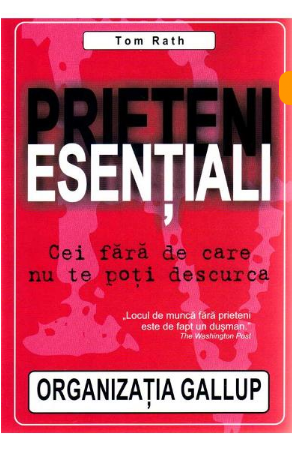 Tom Rath
PRIETENI
ESENȚIALI
Cei fără de care
nu te poți descurca
„Locul de muncă fără prieteni
este de fapt un dușman."
The Washington Post
ORGANIZAȚIA GALLUP